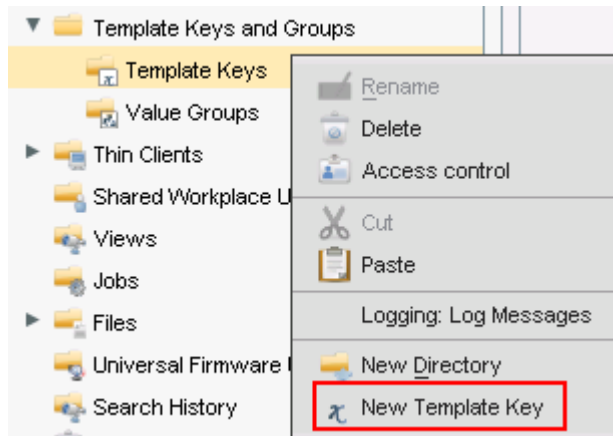 Template Keys and Groups
Template Keys
Value Groups
Thin Clients
Shared Workplace U
Views
Jobs
Files
Universal Firmware
Search History
Rename
Delete
Access control
Cut
Paste
Logging: Log Messages
New Directory
New Template Key